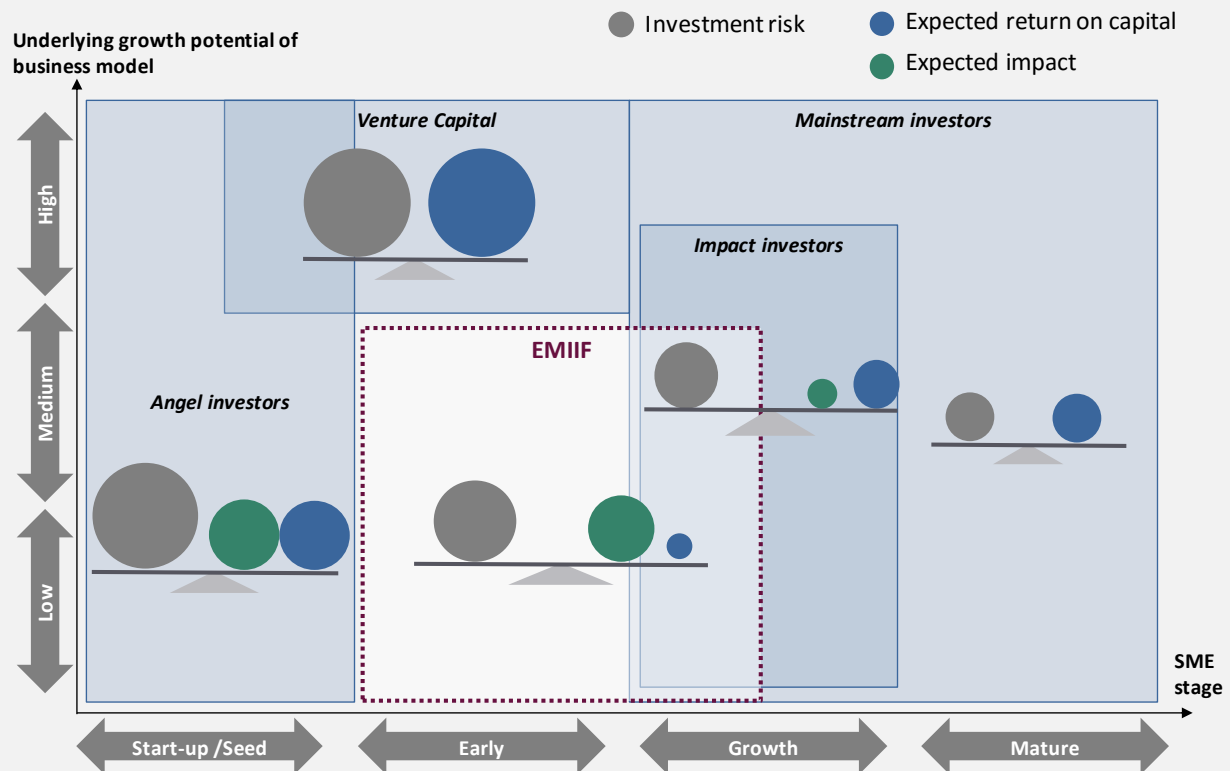 Investment risk
Expected return on capital
Expected impact
Underlying growth potential of
business model
Venture Capital
Mainstream investors
High
Impact investors
EMIIF
Medium
Angel investors
Low
SME
stage
Start-up /Seed
Early
Growth
Mature